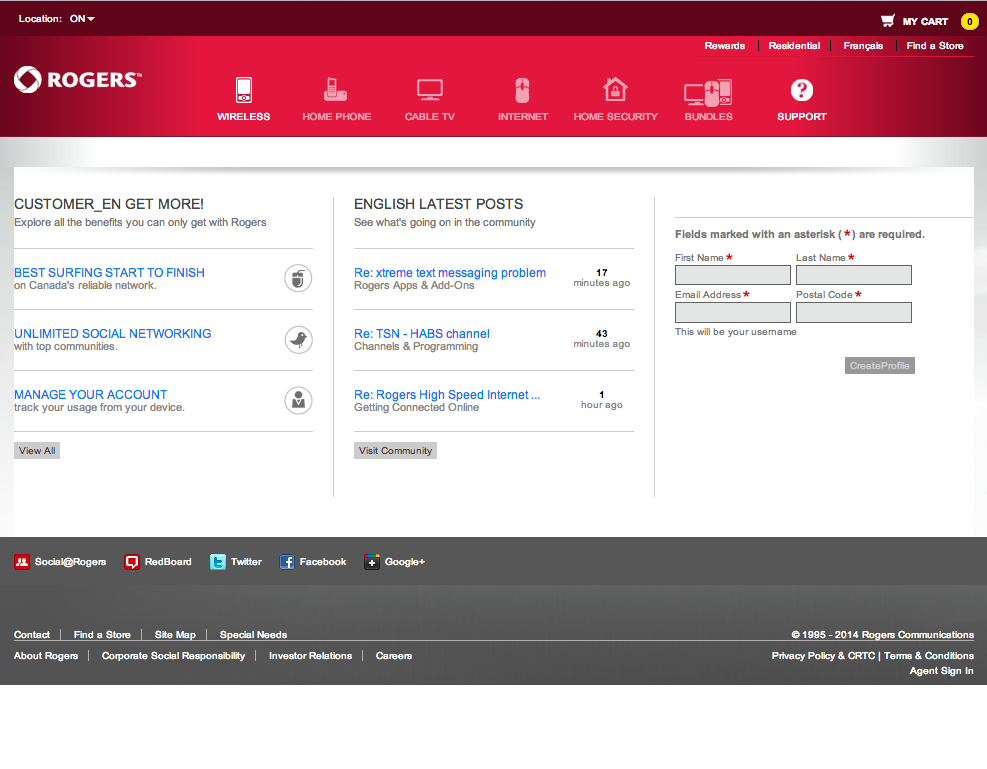 Location: ON
MY CART 0
Rewards Residential Français Find a Store
ROGERS™
WIRELESS HOME PHONE CABLE TV INTERNET HOME SECURITY BUNDLES SUPPORT
CUSTOMER_EN GET MORE!
Explore all the benefits you can only get with Rogers
BEST SURFING START TO FINISH
on Canada's reliable network.
UNLIMITED SOCIAL NETWORKING
with top communities.
MANAGE YOUR ACCOUNT
track your usage from your device.
View All
ENGLISH LATEST POSTS
See what's going on in the community
Re: xtreme text messaging problem 17
Rogers Apps & Add-Ons minutes ago
Re: TSN - HABS channel 43
Channels & Programming minutes ago
Re: Rogers High Speed Internet ... 1
Getting Connected Online hour ago
Visit Community
Fields marked with an asterisk (*) are required.
First Name * Last Name *
Email Address * Postal Code *
This will be your username
CreateProfile
Social@Rogers RedBoard Twitter Facebook Google+
Contact Find a Store Site Map Special Needs
© 1995 - 2014 Rogers Communications
About Rogers Corporate Social Responsibility Investor Relations Careers
Privacy Policy & CRTC | Terms & Conditions
Agent Sign In